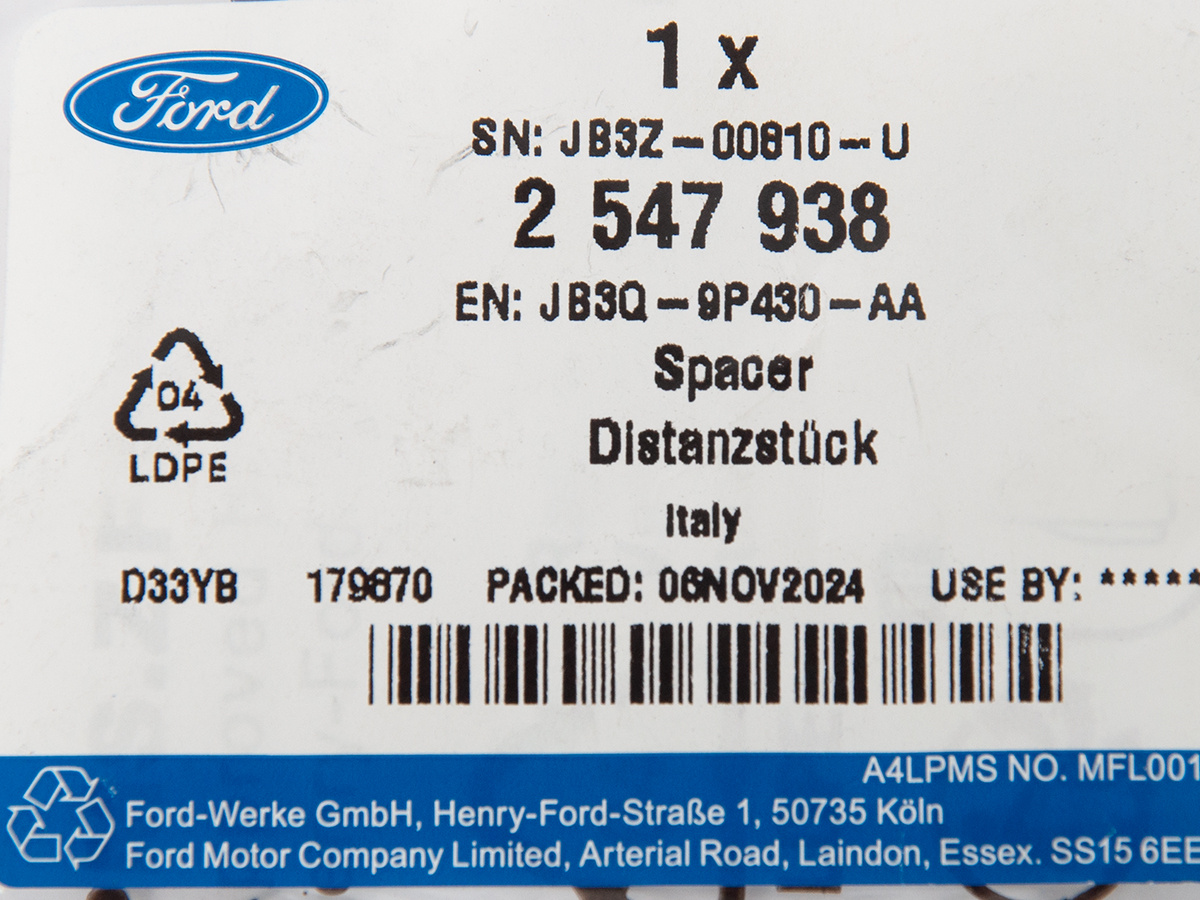 Ford
1 x
SN: JB3Z-00810-U
2 547 938
EN: JB3Q-9P430-AA
Spacer
04
Distanzstück
LDPE
Italy
D33YB 179670 PACKED: 06NOV2024 USE BY: *****
A4LPMS NO. MFL001
Ford-Werke GmbH, Henry-Ford-Straße 1, 50735 Köln
Ford Motor Company Limited, Arterial Road, Laindon, Essex. SS15 6EE